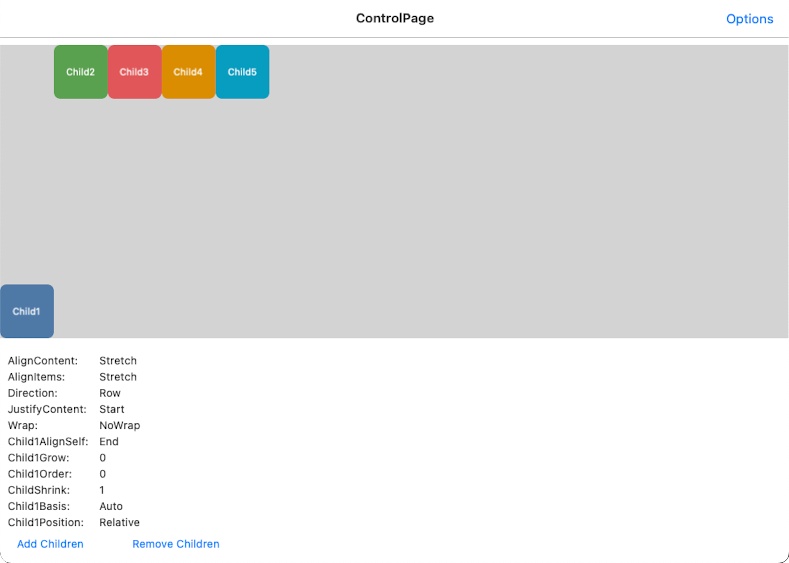 ControlPage
Options
Child2 Child3 Child4 Child5
Child1
AlignContent: Stretch
AlignItems: Stretch
Direction: Row
JustifyContent: Start
Wrap: NoWrap
Child1AlignSelf: End
Child1Grow: 0
Child1Order: 0
ChildShrink: 1
Child1Basis: Auto
Child1Position: Relative
Add Children Remove Children